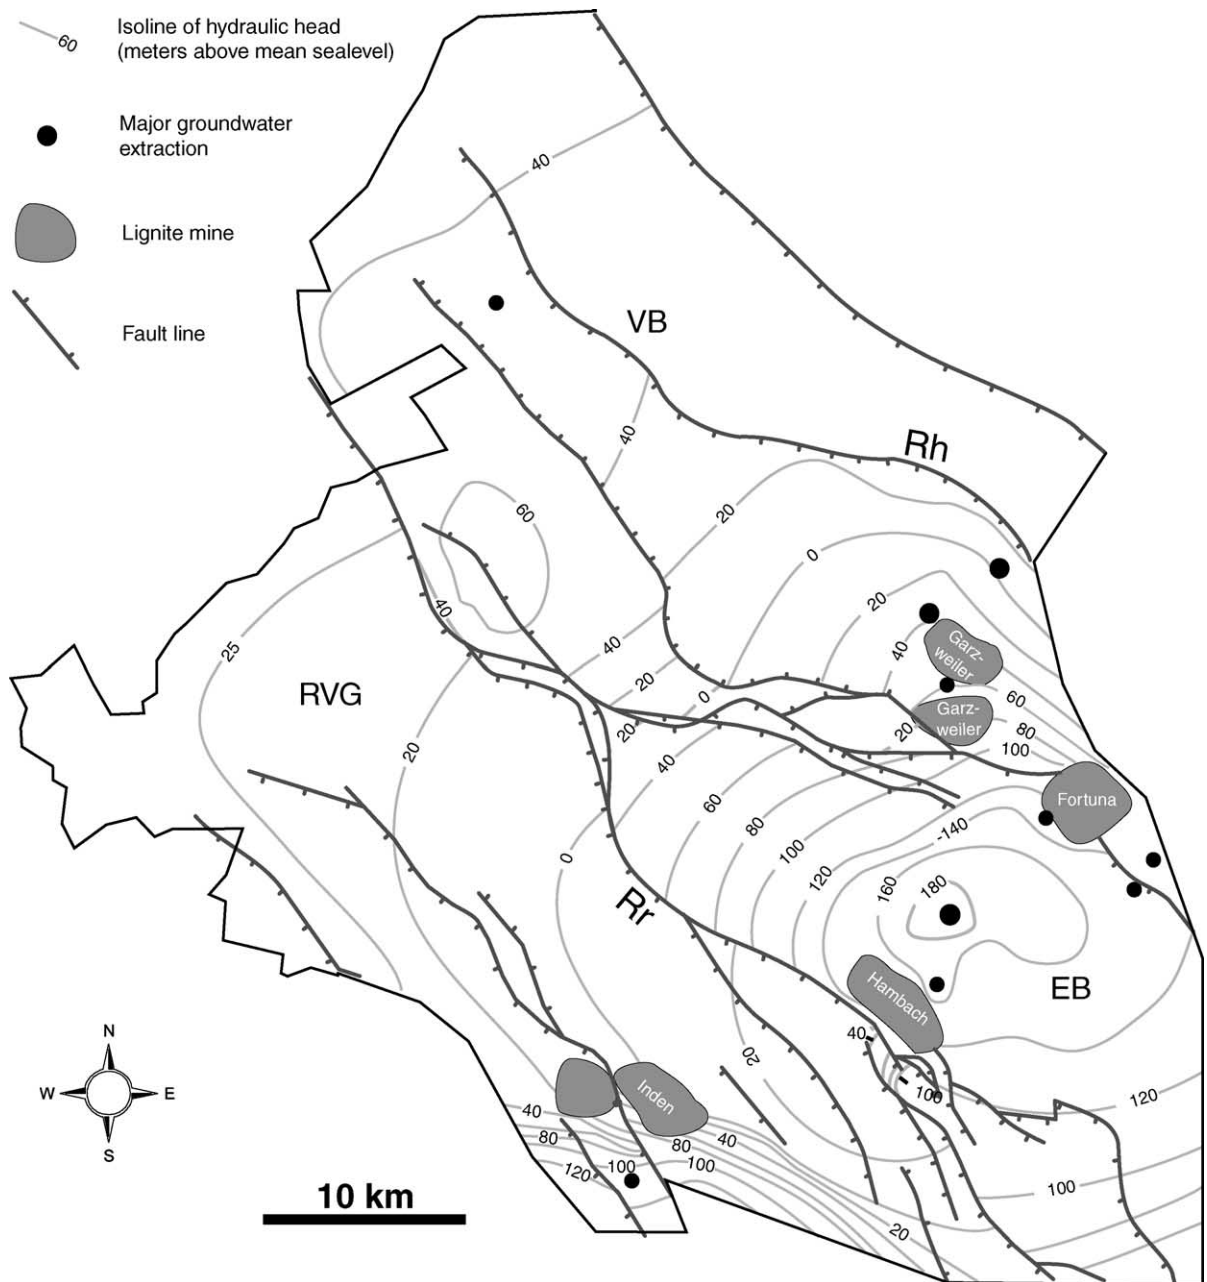 Isoline of hydraulic head
(meters above mean sealevel)
60
Major groundwater
extraction
Lignite mine
Fault line
40
VB
40
Rh
20
60
0
40
20
25
40
20
40
Garz-
weiler
RVG
20
0
60
Garz-
weiler
20
20
80
100
20
40
60
Fortuna
80
-140
100
0
120
160
180
Rr
EB
Hambach
40
20
100
Inden
120
40
40
80
80
100
100
120
100
20
N
W
E
S
10 km